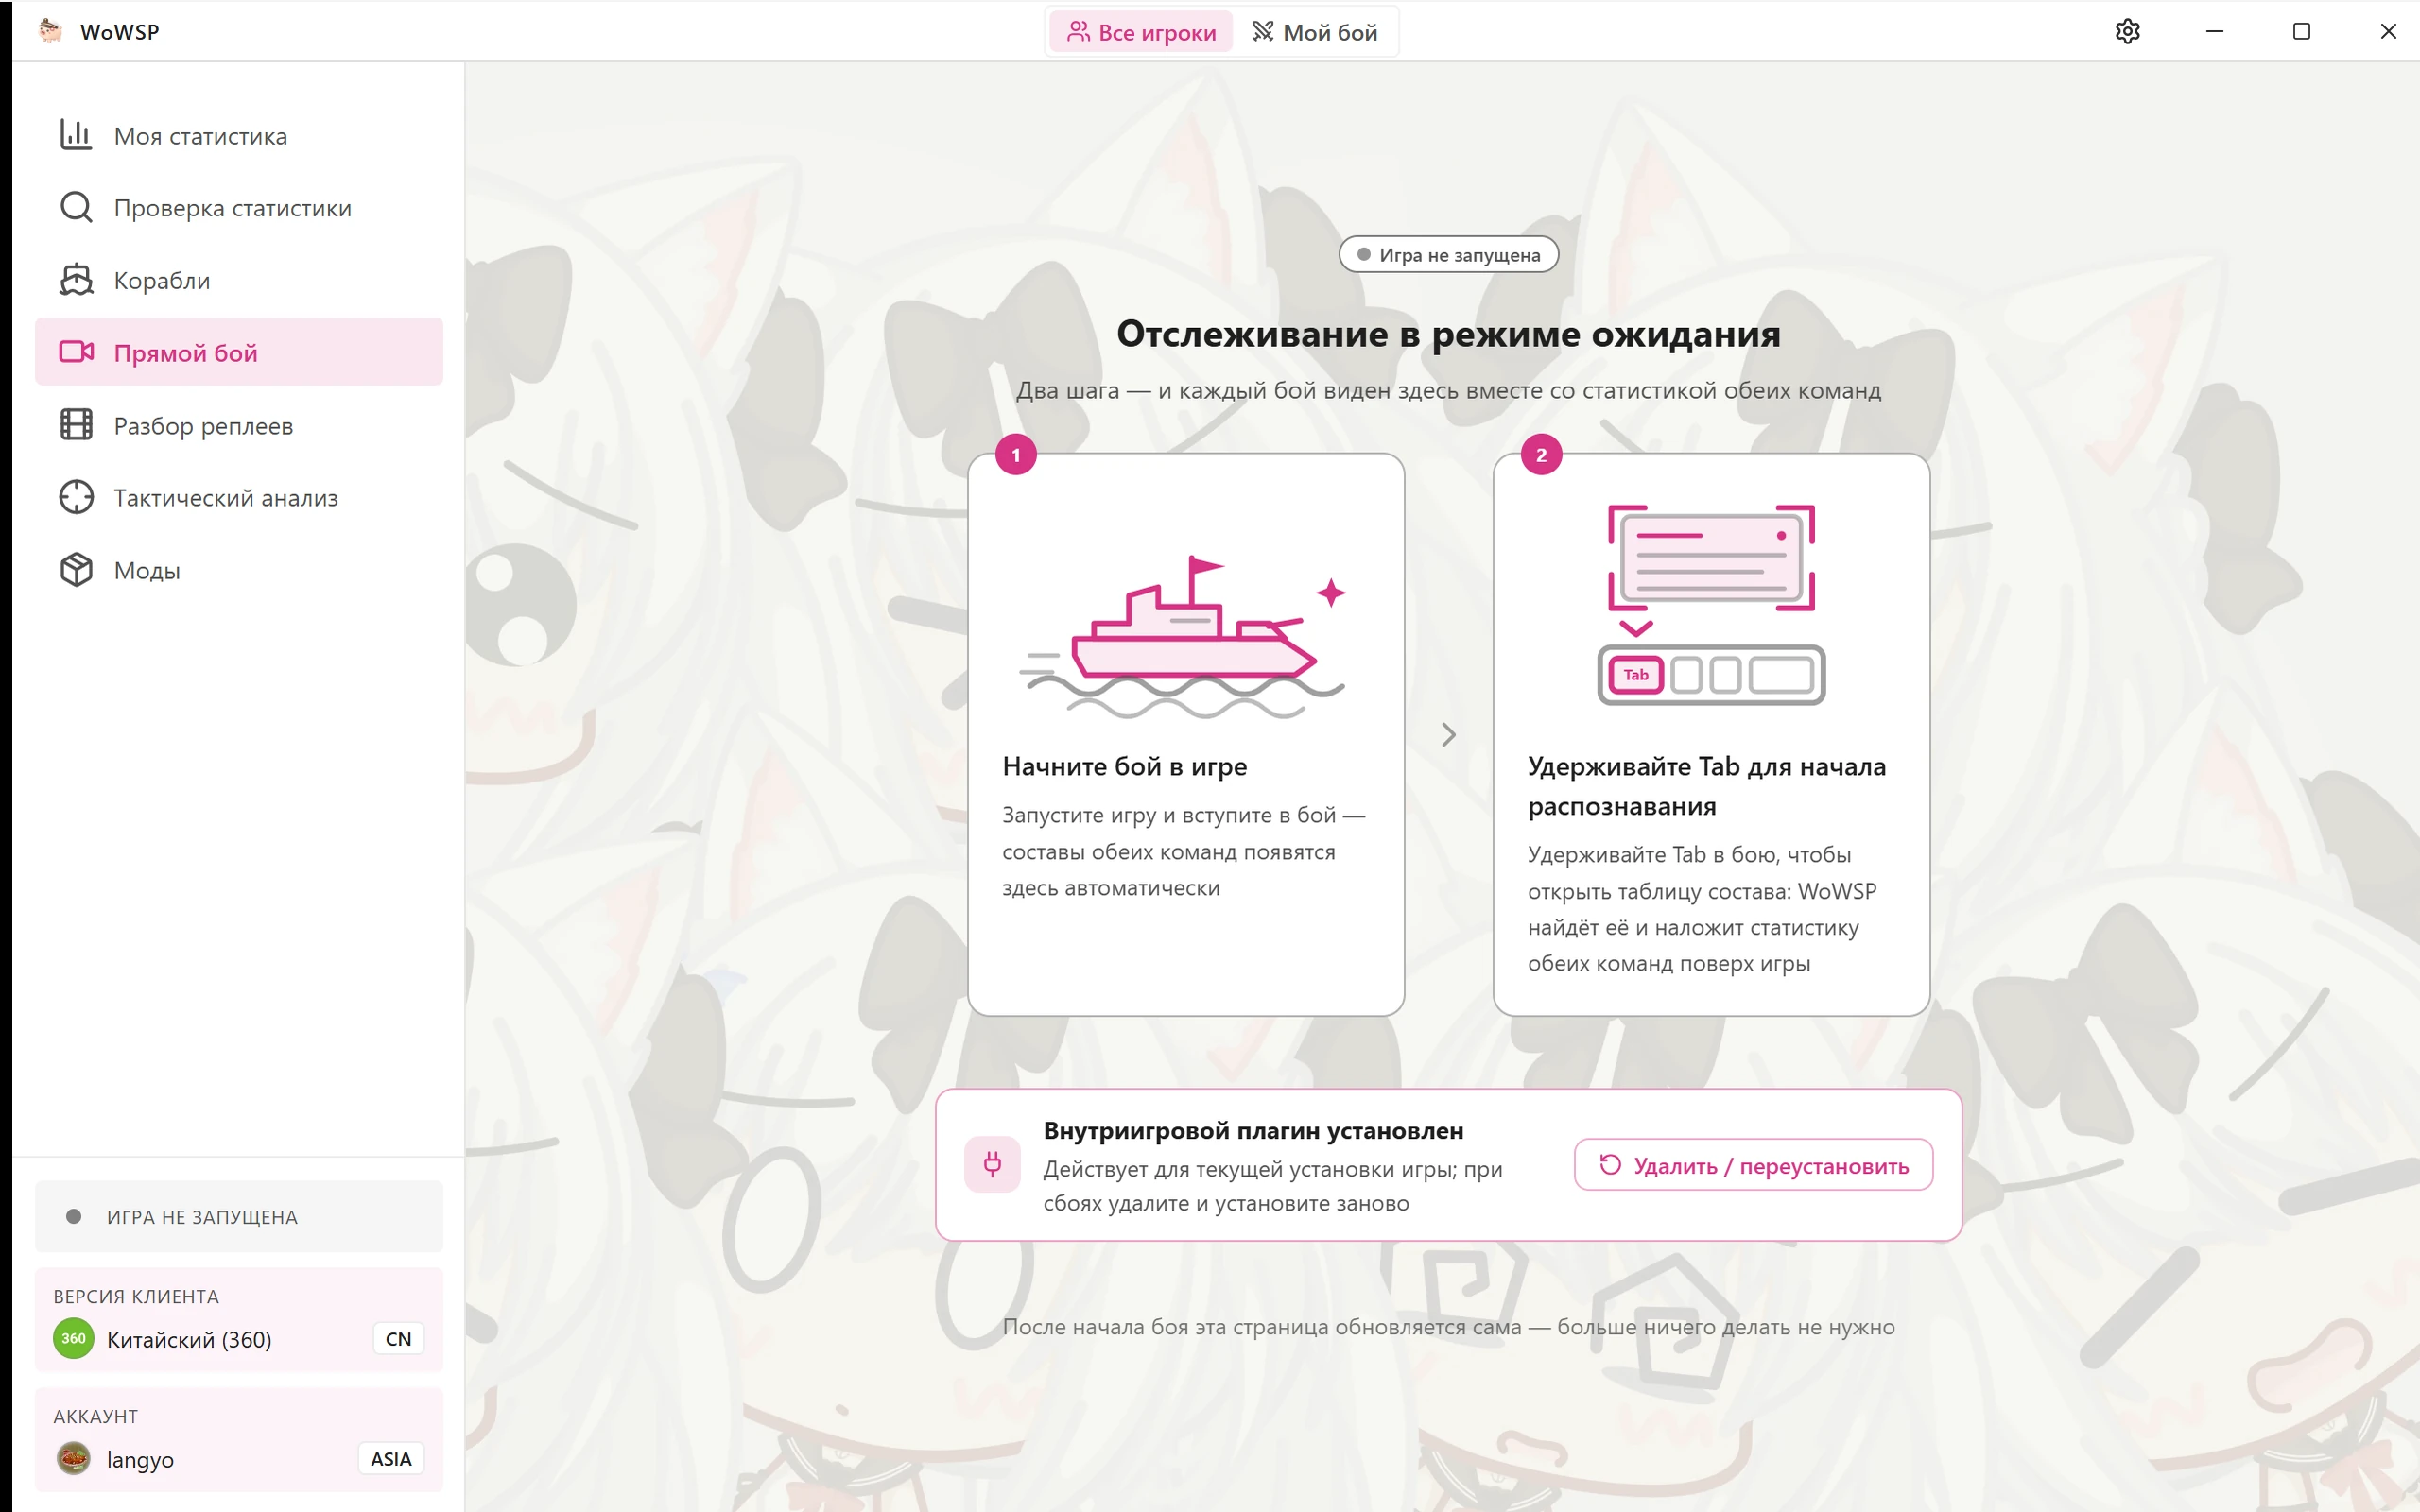 WoWSP
Все игроки
Мой бой
Моя статистика
Проверка статистики
Корабли
Прямой бой
Разбор реплеев
Тактический анализ
Моды
ИГРА НЕ ЗАПУЩЕНА
ВЕРСИЯ КЛИЕНТА
360
Китайский (360)
CN
АККАУНТ
langyo
ASIA
Игра не запущена
Отслеживание в режиме ожидания
Два шага — и каждый бой виден здесь вместе со статистикой обеих команд
1
Начните бой в игре
Запустите игру и вступите в бой —
составы обеих команд появятся
здесь автоматически
2
Tab
Удерживайте Tab для начала
распознавания
Удерживайте Tab в бою, чтобы
открыть таблицу состава: WoWSP
найдёт её и наложит статистику
обеих команд поверх игры
Внутриигровой плагин установлен
Действует для текущей установки игры; при
сбоях удалите и установите заново
Удалить / переустановить
После начала боя эта страница обновляется сама — больше ничего делать не нужно